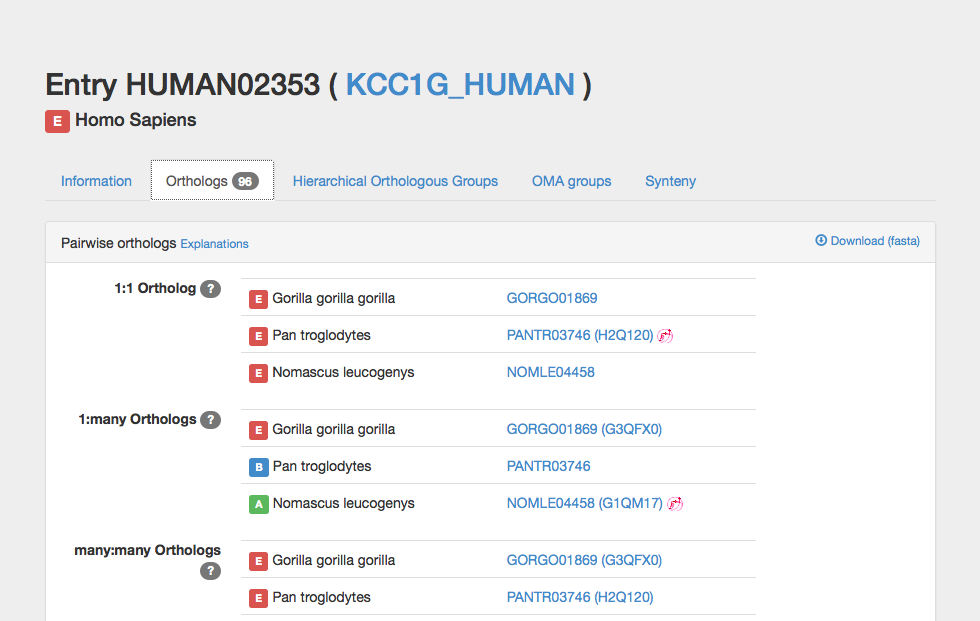 Entry HUMAN02353 ( KCC1G_HUMAN )
E Homo Sapiens
Information Orthologs 96 Hierarchical Orthologous Groups OMA groups Synteny
Pairwise orthologs Explanations Download (fasta)
1:1 Ortholog ?
E Gorilla gorilla gorilla GORGO01869
E Pan troglodytes PANTR03746 (H2Q120)
E Nomascus leucogenys NOMLE04458
1:many Orthologs ?
E Gorilla gorilla gorilla GORGO01869 (G3QFX0)
B Pan troglodytes PANTR03746
A Nomascus leucogenys NOMLE04458 (G1QM17)
many:many Orthologs
?
E Gorilla gorilla gorilla GORGO01869 (G3QFX0)
E Pan troglodytes PANTR03746 (H2Q120)